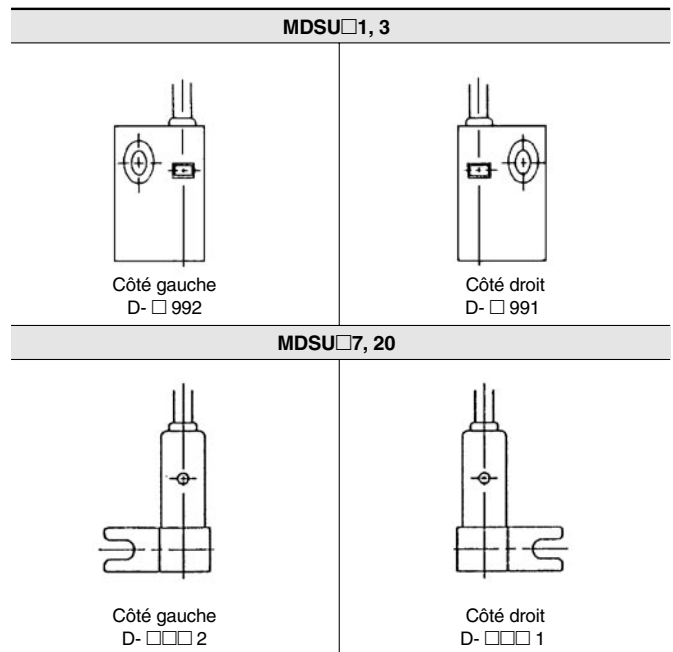 MDSU□1, 3
Côté gauche
D- □ 992
Côté droit
D- □ 991
MDSU□7, 20
Côté gauche
D- □□□ 2
Côté droit
D- □□□ 1